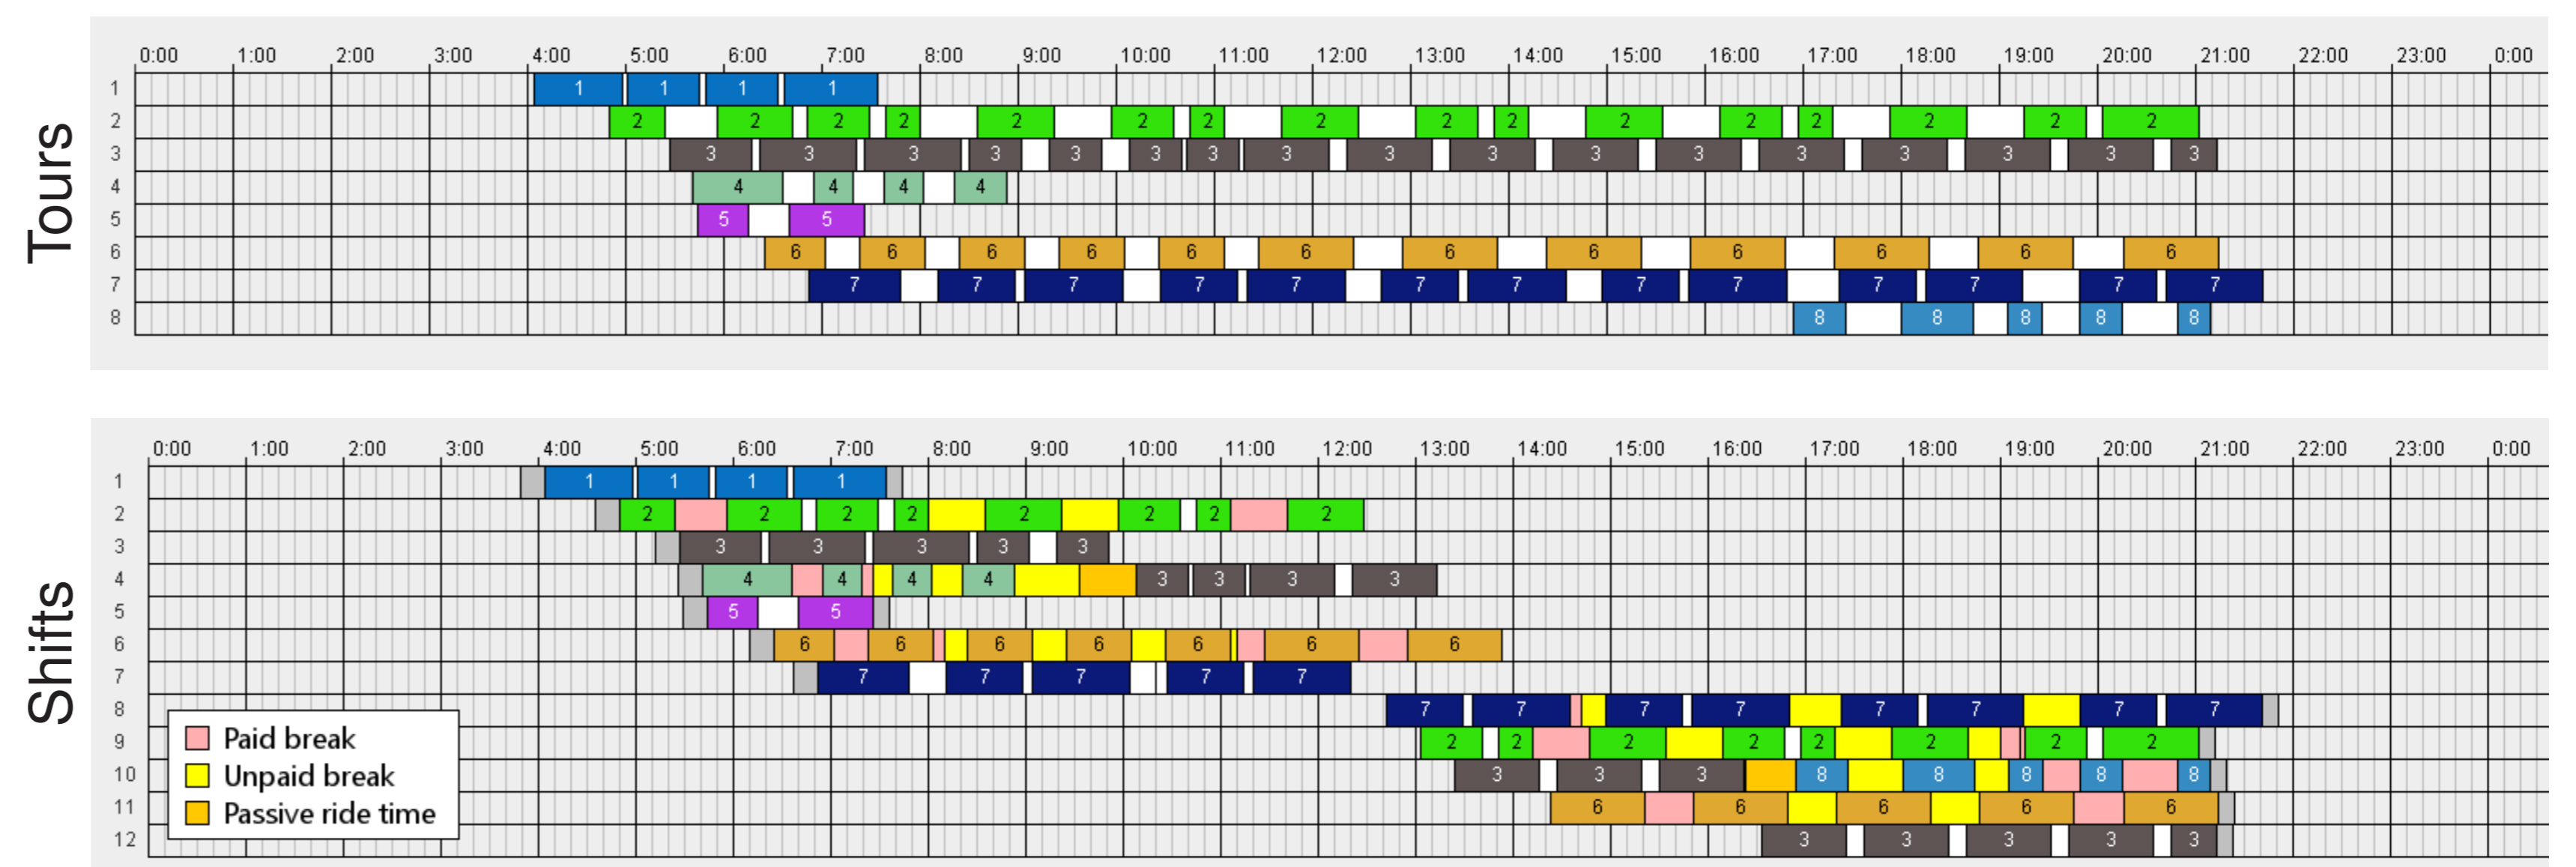 Tours
0:00 1:00 2:00 3:00 4:00 5:00 6:00 7:00 8:00 9:00 10:00 11:00 12:00 13:00 14:00 15:00 16:00 17:00 18:00 19:00 20:00 21:00 22:00 23:00 0:00
1 1 1 1 1
2 2 2 2 2 2 2 2 2 2 2 2 2 2 2 2 2
3 3 3 3 3 3 3 3 3 3 3 3 3 3 3 3 3 3
4 4 4 4 4
5 5 5
6 6 6 6 6 6 6 6 6 6 6 6 6
7 7 7 7 7 7 7 7 7 7 7 7 7 7
8 8 8 8 8 8
Shifts
0:00 1:00 2:00 3:00 4:00 5:00 6:00 7:00 8:00 9:00 10:00 11:00 12:00 13:00 14:00 15:00 16:00 17:00 18:00 19:00 20:00 21:00 22:00 23:00 0:00
1 1 1 1 1
2 2 2 2 2 2 2 2 2
3 3 3 3 3 3
4 4 4 4 4 3 3 3 3
5 5 5
6 6 6 6 6 6 6 6
7 7 7 7 7 7
8 7 7 7 7 7 7 7 7
9 2 2 2 2 2 2 2 2
10 3 3 3 8 8 8 8 8
11 6 6 6 6 6
12 3 3 3 3 3
Paid break
Unpaid break
Passive ride time